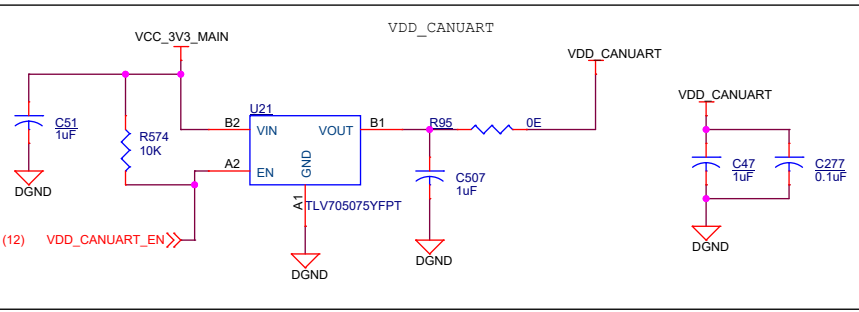 VDD_CANUART
VCC_3V3_MAIN
VDD_CANUART
VDD_CANUART
C51
1uF
R574
10K
U21
B2
VIN
VOUT
B1
R95
0E
A2
EN
GND
A1
TLV705075YFPT
C507
1uF
C47
1uF
C277
0.1uF
DGND
(12)
VDD_CANUART_EN
DGND
DGND
DGND